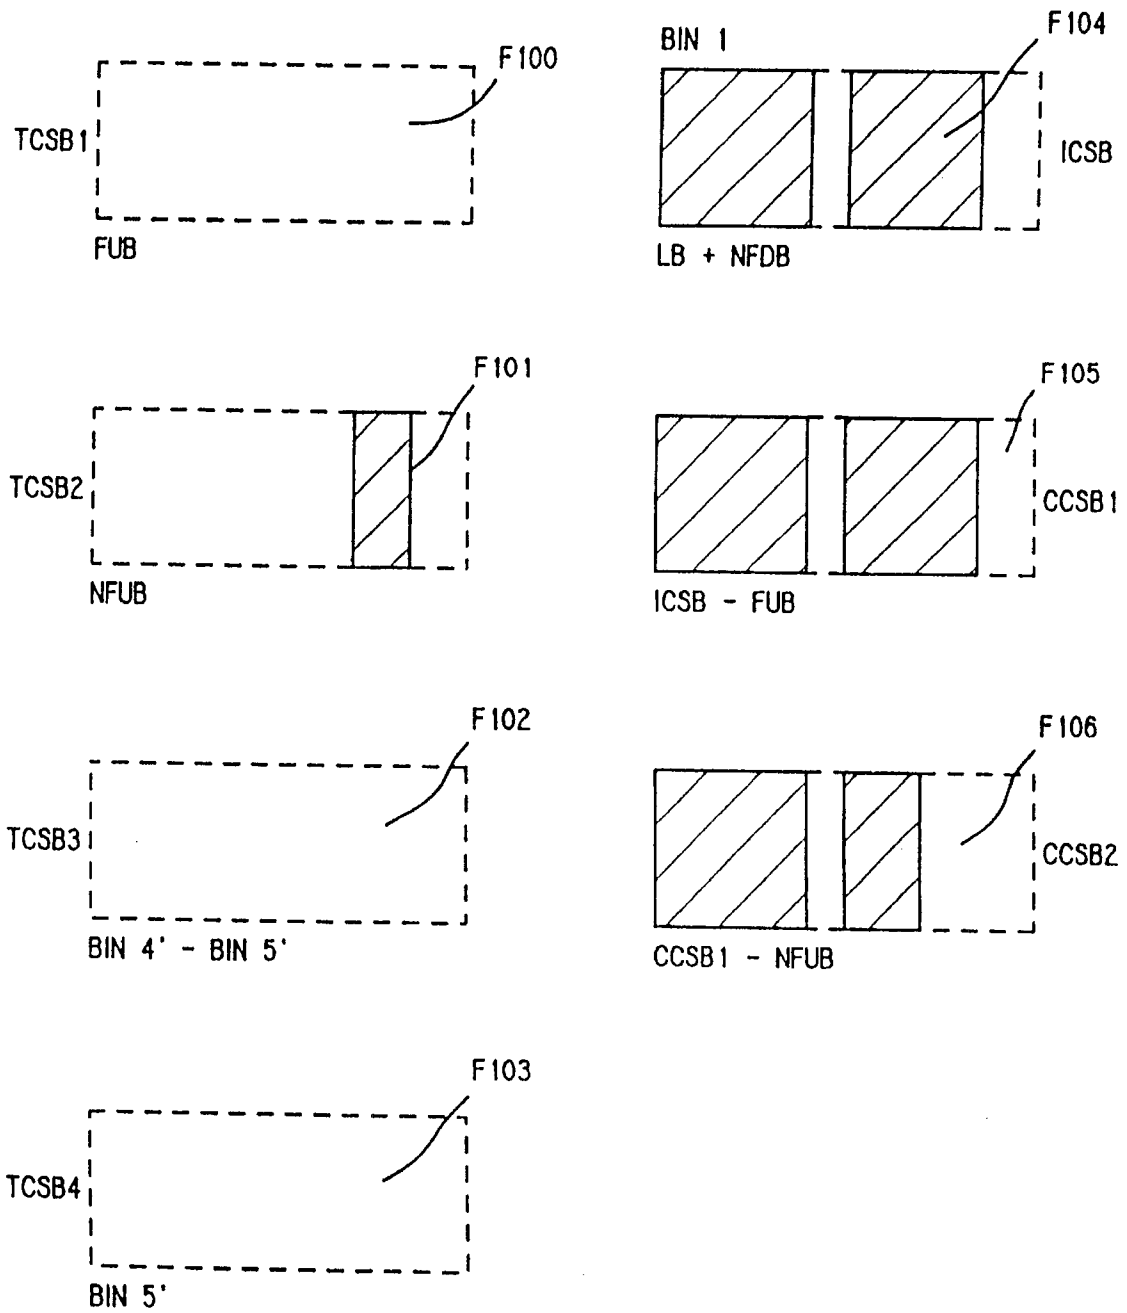 F100
TCSB1
FUB
BIN 1
F104
ICSB
LB + NFDB
F101
TCSB2
NFUB
F105
CCSB1
ICSB - FUB
F102
TCSB3
BIN 4' - BIN 5'
F106
CCSB2
CCSB1 - NFUB
F103
TCSB4
BIN 5'